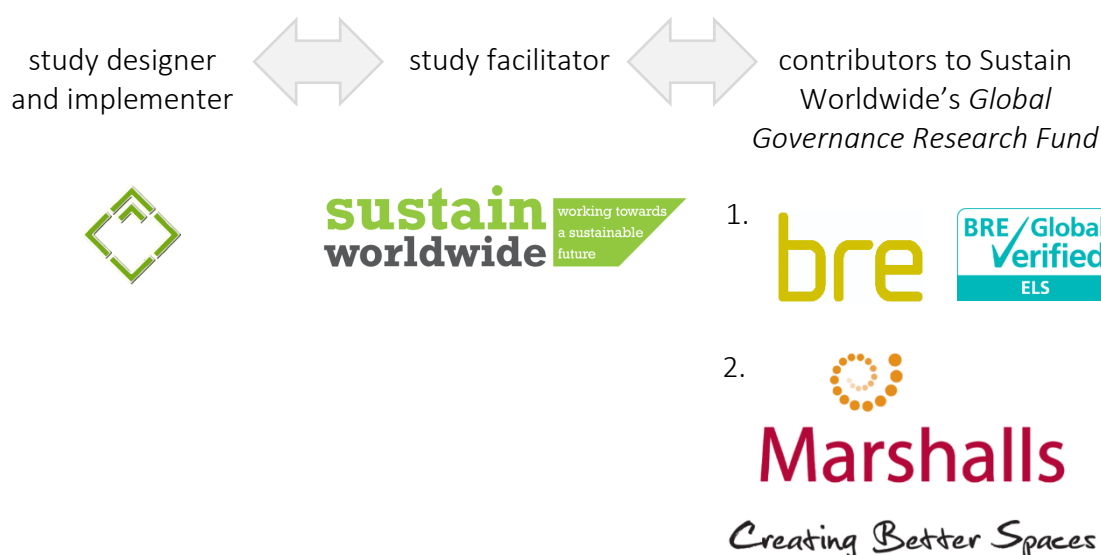 study designer
and implementer
study facilitator
contributors to Sustain
Worldwide’s Global
Governance Research Fund
sustain
worldwide
working towards
a sustainable
future
1.
bre
BRE/Global
Verified
ELS
2.
Marshalls
Creating Better Spaces